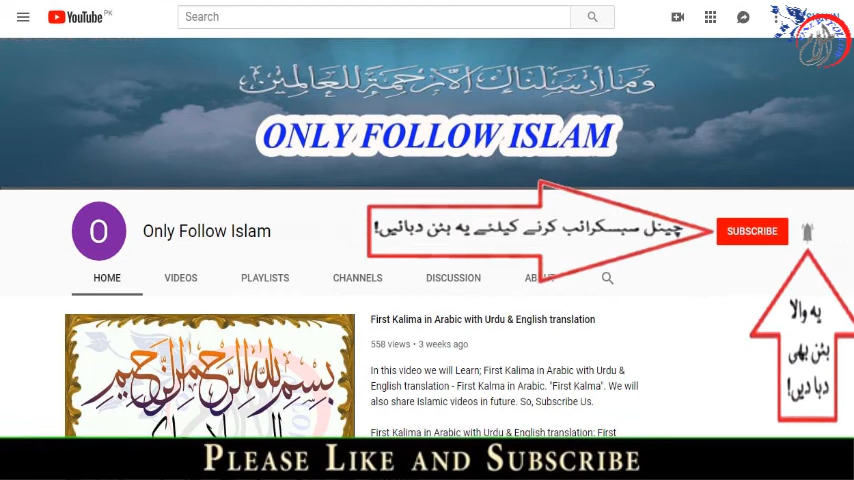 YouTube PK
Search
SIGN IN
وما ارسلناك الا رحمة للعالمين
ONLY FOLLOW ISLAM
O
Only Follow Islam
چینل سبسکرائب کرنے کیلئے یہ بٹن دبائیں!
SUBSCRIBE
HOME VIDEOS PLAYLISTS CHANNELS DISCUSSION
یہ والا
بٹن بھی
دبا دیں!
First Kalima in Arabic with Urdu & English translation
558 views • 3 weeks ago
In this video we will Learn; First Kalima in Arabic with Urdu &
English translation - First Kalma in Arabic. "First Kalma". We will
also share Islamic videos in future. So, Subscribe Us.
First Kalima in Arabic with Urdu & English translation: First
بسم الله الرحمن الرحيم
Please Like and Subscribe